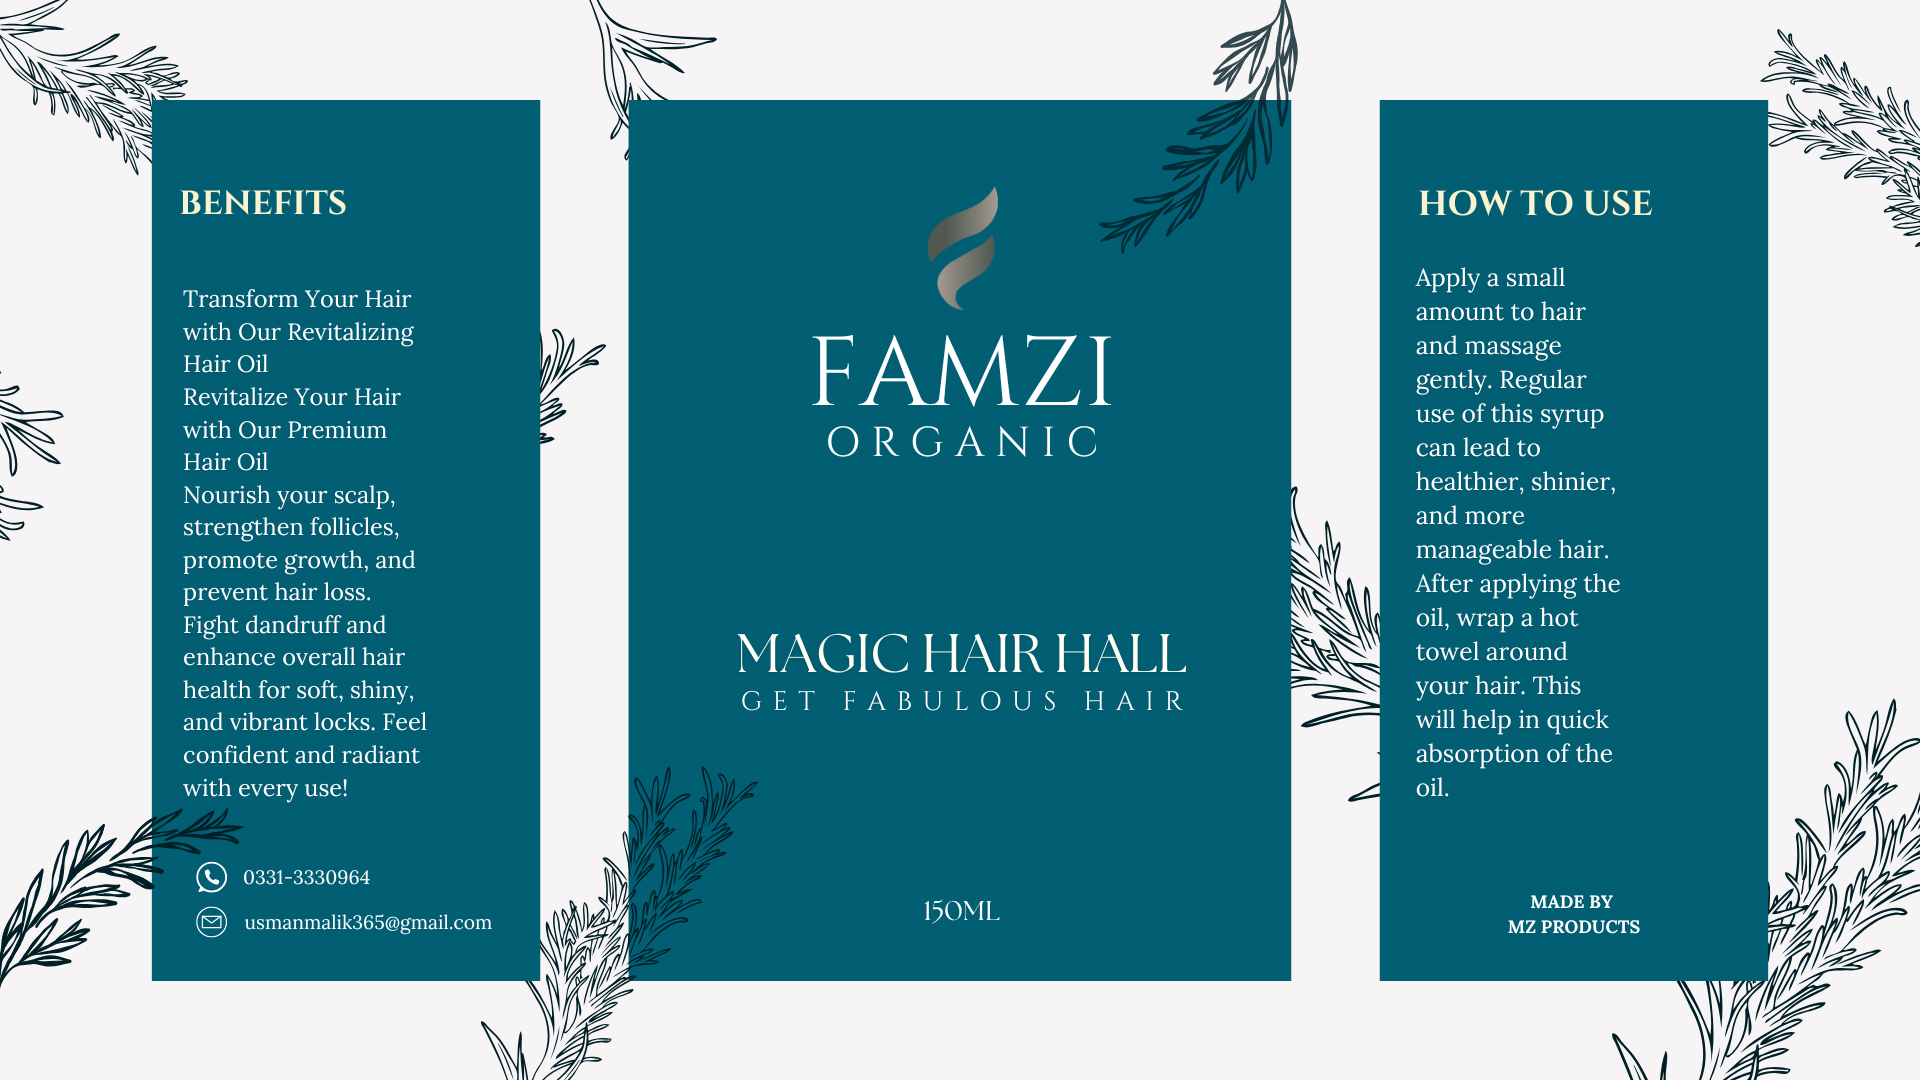 BENEFITS
Transform Your Hair
with Our Revitalizing
Hair Oil
Revitalize Your Hair
with Our Premium
Hair Oil
Nourish your scalp,
strengthen follicles,
promote growth, and
prevent hair loss.
Fight dandruff and
enhance overall hair
health for soft, shiny,
and vibrant locks. Feel
confident and radiant
with every use!
0331-3330964
usmanmalik365@gmail.com
FAMZI
ORGANIC
MAGIC HAIR HALL
GET FABULOUS HAIR
150ML
HOW TO USE
Apply a small
amount to hair
and massage
gently. Regular
use of this syrup
can lead to
healthier, shinier,
and more
manageable hair.
After applying the
oil, wrap a hot
towel around
your hair. This
will help in quick
absorption of the
oil.
MADE BY
MZ PRODUCTS